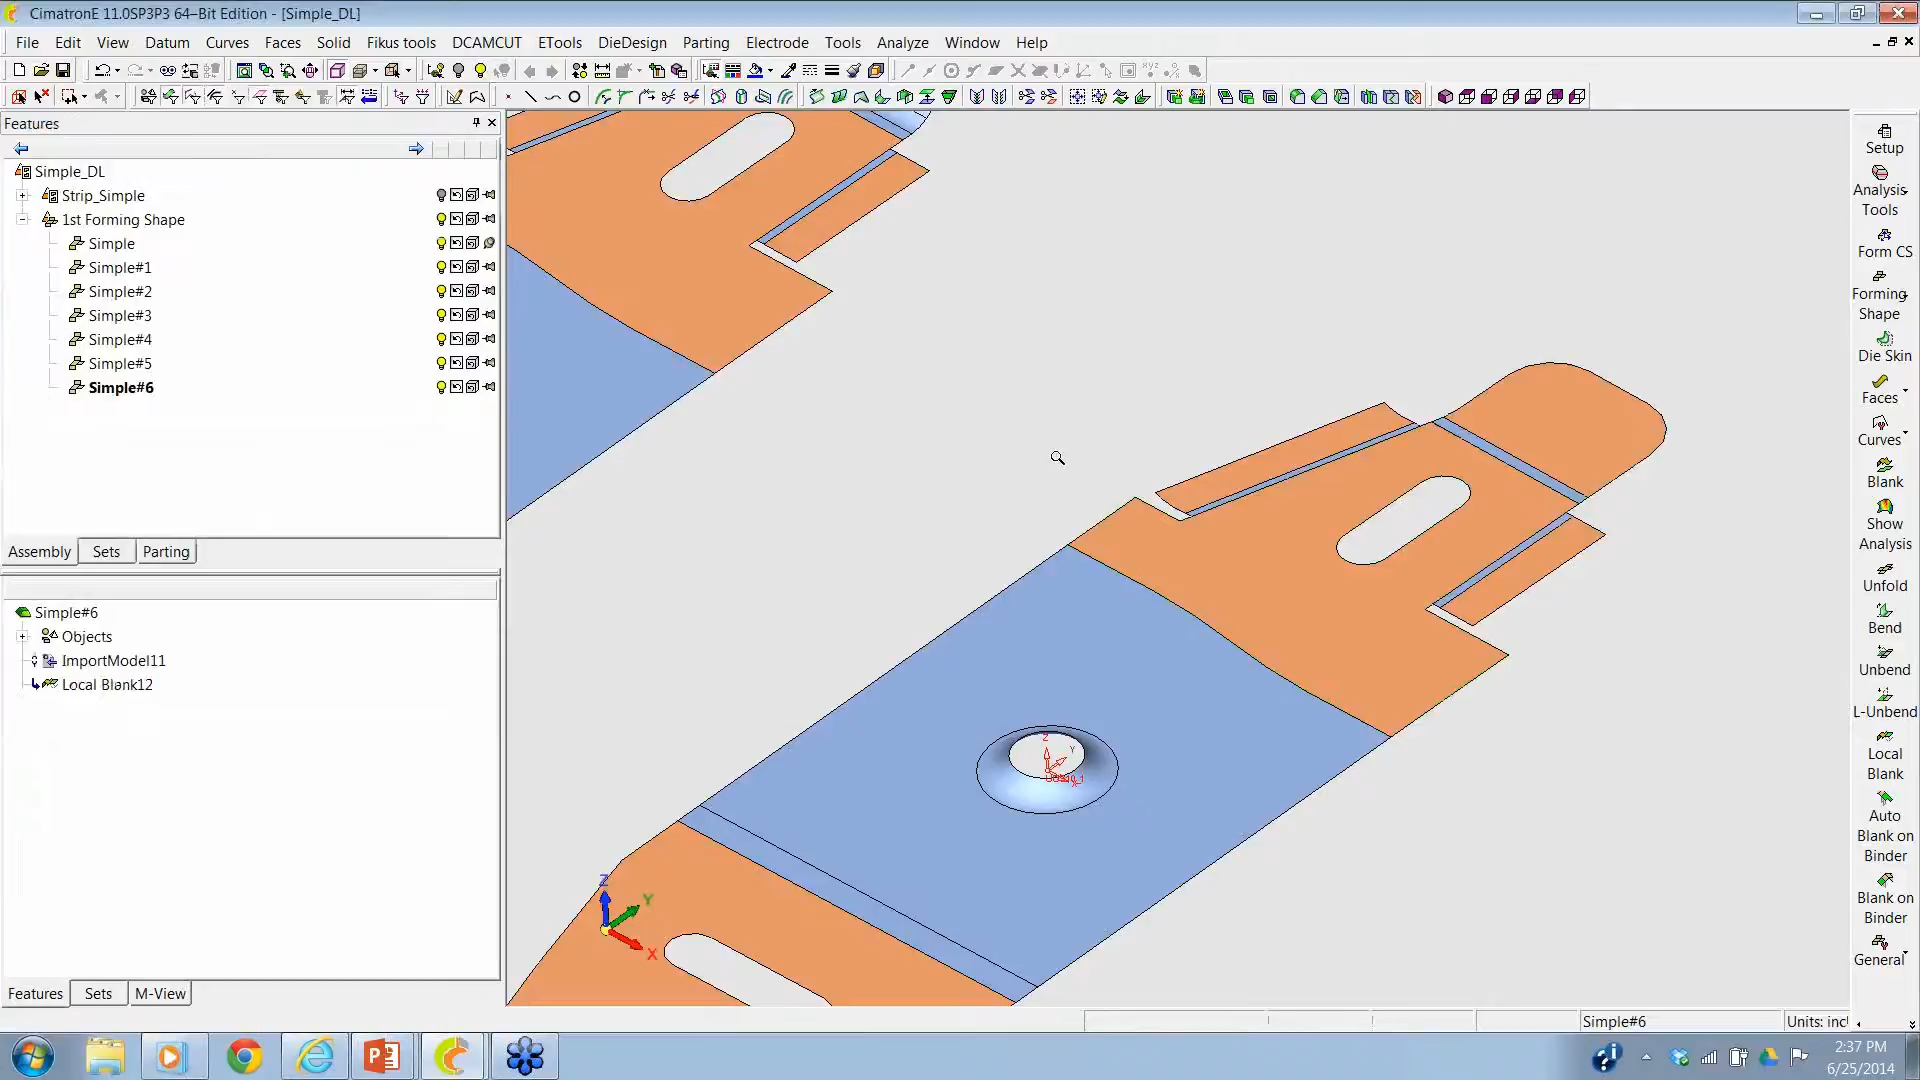 CimatronE 11.0SP3P3 64-Bit Edition - [Simple_DL]
File Edit View Datum Curves Faces Solid Fikus tools DCAMCUT ETools DieDesign Parting Electrode Tools Analyze Window Help
Features
Simple_DL
Strip_Simple
1st Forming Shape
Simple
Simple#1
Simple#2
Simple#3
Simple#4
Simple#5
Simple#6
Assembly Sets Parting
Simple#6
Objects
ImportModel11
Local Blank12
Features Sets M-View
Z
Y
X
Z
Y
X
Setup
Analysis
Tools
Form CS
Forming
Shape
Die Skin
Faces
Curves
Blank
Show
Analysis
Unfold
Bend
Unbend
L-Unbend
Local
Blank
Auto
Blank on
Binder
Blank on
Binder
General
Simple#6 Units: incl
2:37 PM
6/25/2014